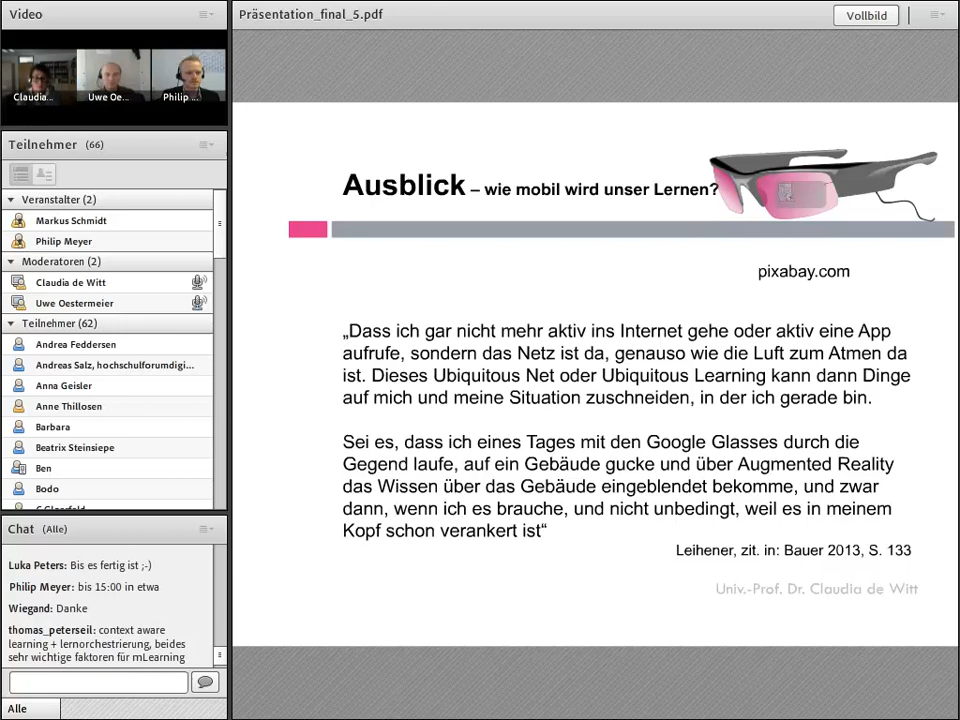 Video
Claudia...
Uwe Oe...
Philip ...
Teilnehmer (66)
Veranstalter (2)
Markus Schmidt
Philip Meyer
Moderatoren (2)
Claudia de Witt
Uwe Oestermeier
Teilnehmer (62)
Andrea Feddersen
Andreas Salz, hochschulforumdigi...
Anna Geisler
Anne Thillosen
Barbara
Beatrix Steinsiepe
Ben
Bodo
Chat (Alle)
Luka Peters: Bis es fertig ist ;-)
Philip Meyer: bis 15:00 in etwa
Wiegand: Danke
thomas_peterseil: context aware
learning + lernorchestrierung, beides
sehr wichtige faktoren für mLearning
Alle
Präsentation_final_5.pdf
Vollbild
Ausblick – wie mobil wird unser Lernen?
pixabay.com
„Dass ich gar nicht mehr aktiv ins Internet gehe oder aktiv eine App
aufrufe, sondern das Netz ist da, genauso wie die Luft zum Atmen da
ist. Dieses Ubiquitous Net oder Ubiquitous Learning kann dann Dinge
auf mich und meine Situation zuschneiden, in der ich gerade bin.
Sei es, dass ich eines Tages mit den Google Glasses durch die
Gegend laufe, auf ein Gebäude gucke und über Augmented Reality
das Wissen über das Gebäude eingeblendet bekomme, und zwar
dann, wenn ich es brauche, und nicht unbedingt, weil es in meinem
Kopf schon verankert ist“
Leihener, zit. in: Bauer 2013, S. 133
Univ.-Prof. Dr. Claudia de Witt